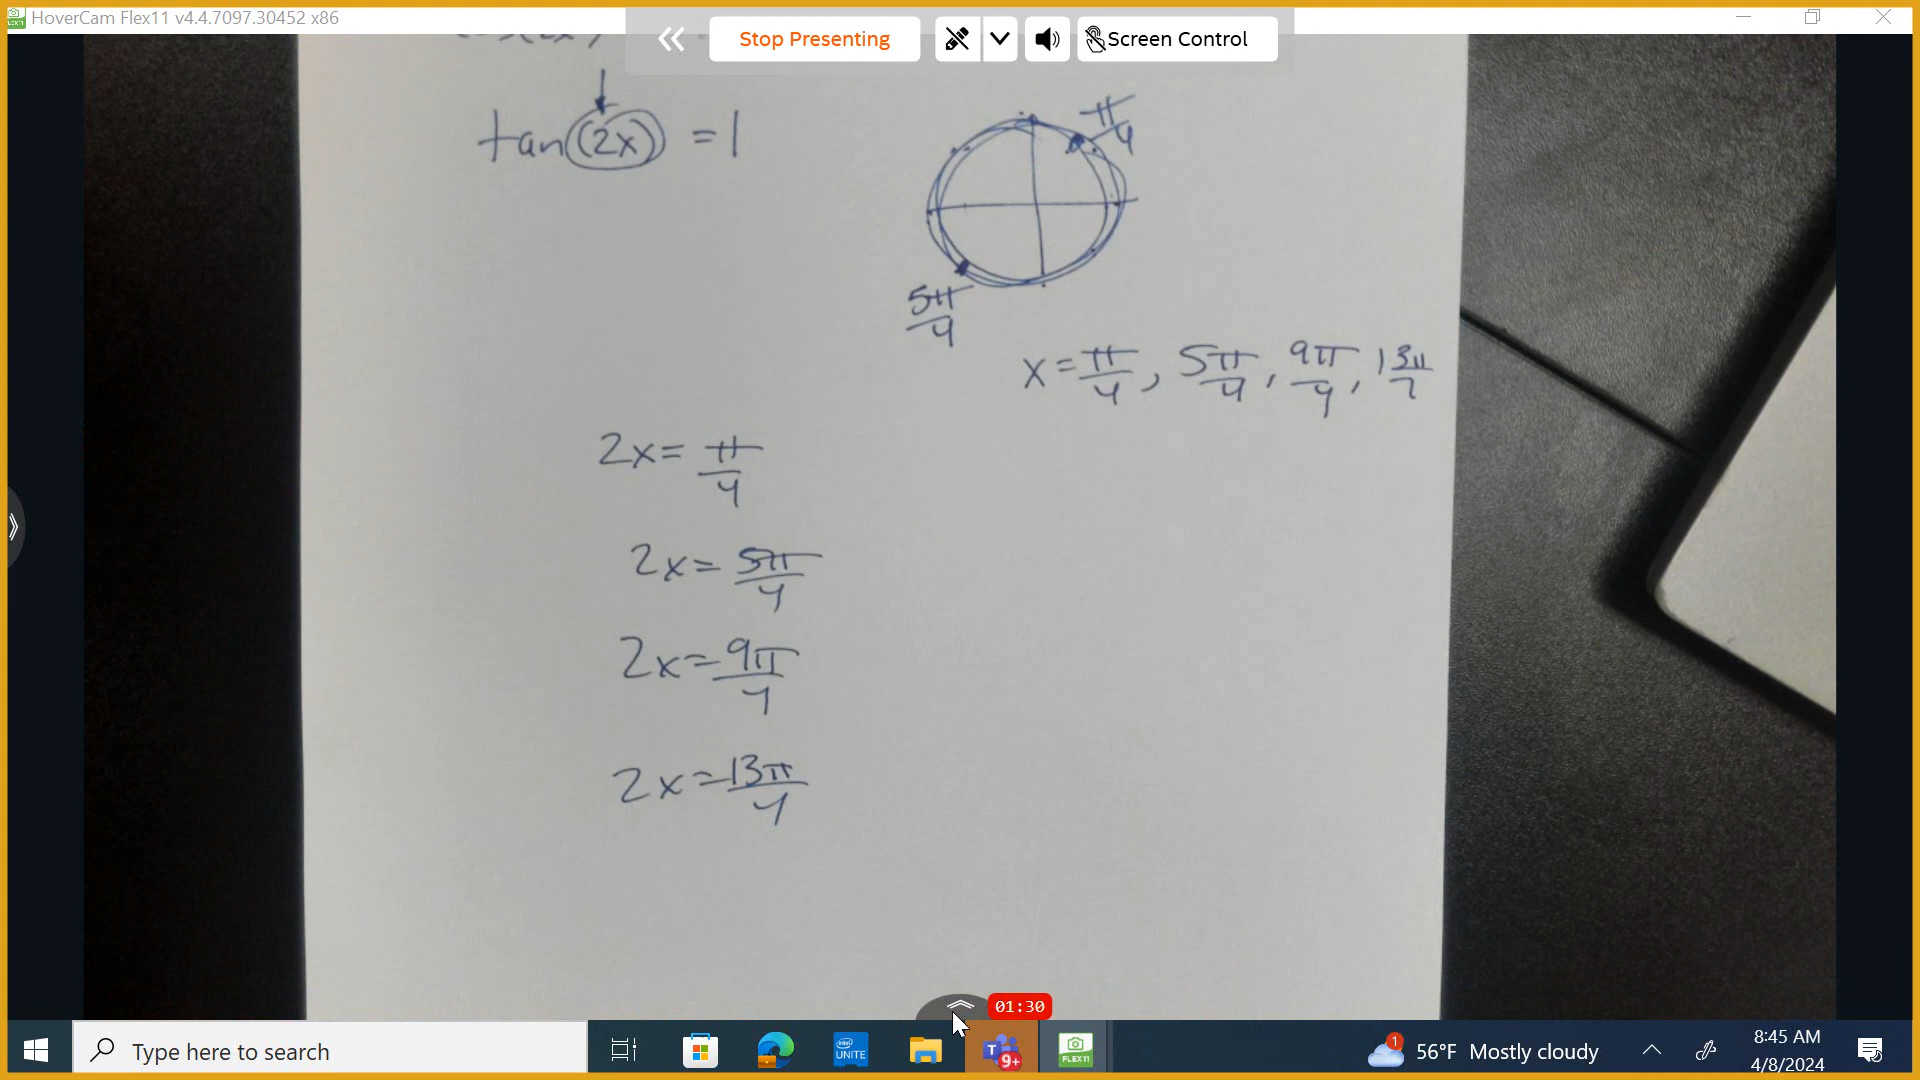 HoverCam Flex11 v4.4.7097.30452 x86
Stop Presenting
Screen Control
tan(2x) = 1
π/4
5π/4
x = π/4, 5π/4, 9π/4, 13π/
2x = π/4
2x = 5π/4
2x = 9π/4
2x = 13π/4
01:30
Type here to search
intel UNITE
T 9+
FLEX11
1
56°F Mostly cloudy
8:45 AM
4/8/2024